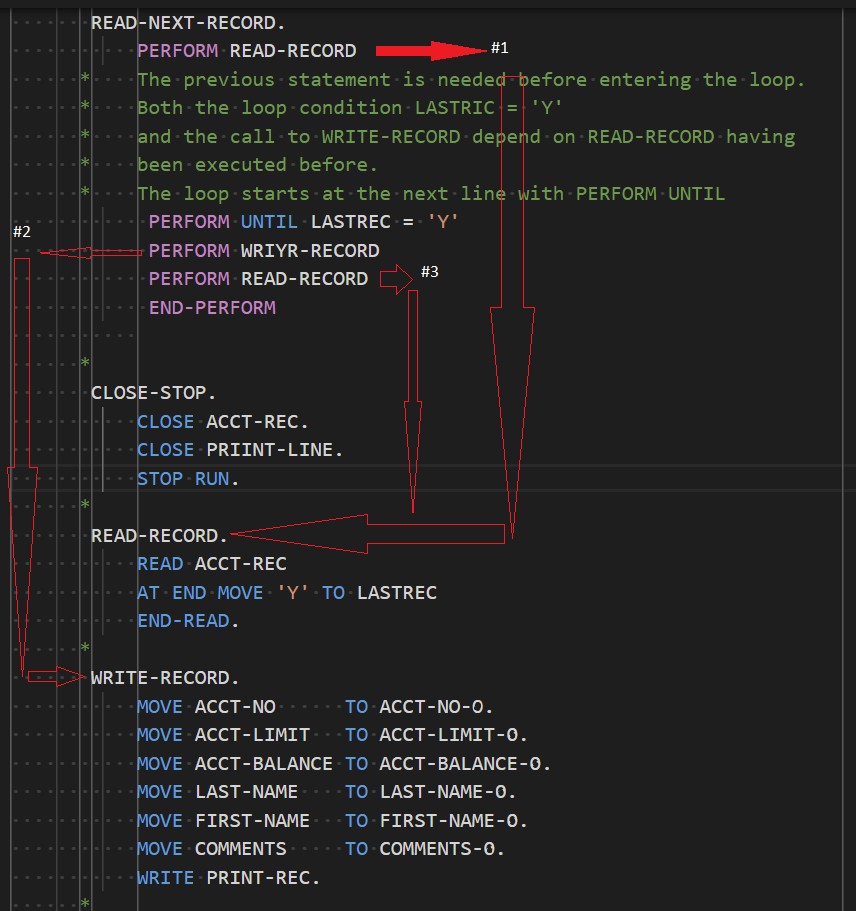 READ-NEXT-RECORD.
PERFORM READ-RECORD #1
* The previous statement is needed before entering the loop.
* Both the loop condition LASTRIC = 'Y'
* and the call to WRITE-RECORD depend on READ-RECORD having
* been executed before.
* The loop starts at the next line with PERFORM UNTIL
PERFORM UNTIL LASTREC = 'Y'
#2
PERFORM WRIYR-RECORD
PERFORM READ-RECORD #3
END-PERFORM
*
CLOSE-STOP.
CLOSE ACCT-REC.
CLOSE PRIINT-LINE.
STOP RUN.
*
READ-RECORD.
READ ACCT-REC
AT END MOVE 'Y' TO LASTREC
END-READ.
*
WRITE-RECORD.
MOVE ACCT-NO TO ACCT-NO-O.
MOVE ACCT-LIMIT TO ACCT-LIMIT-O.
MOVE ACCT-BALANCE TO ACCT-BALANCE-O.
MOVE LAST-NAME TO LAST-NAME-O.
MOVE FIRST-NAME TO FIRST-NAME-O.
MOVE COMMENTS TO COMMENTS-O.
WRITE PRINT-REC.
*